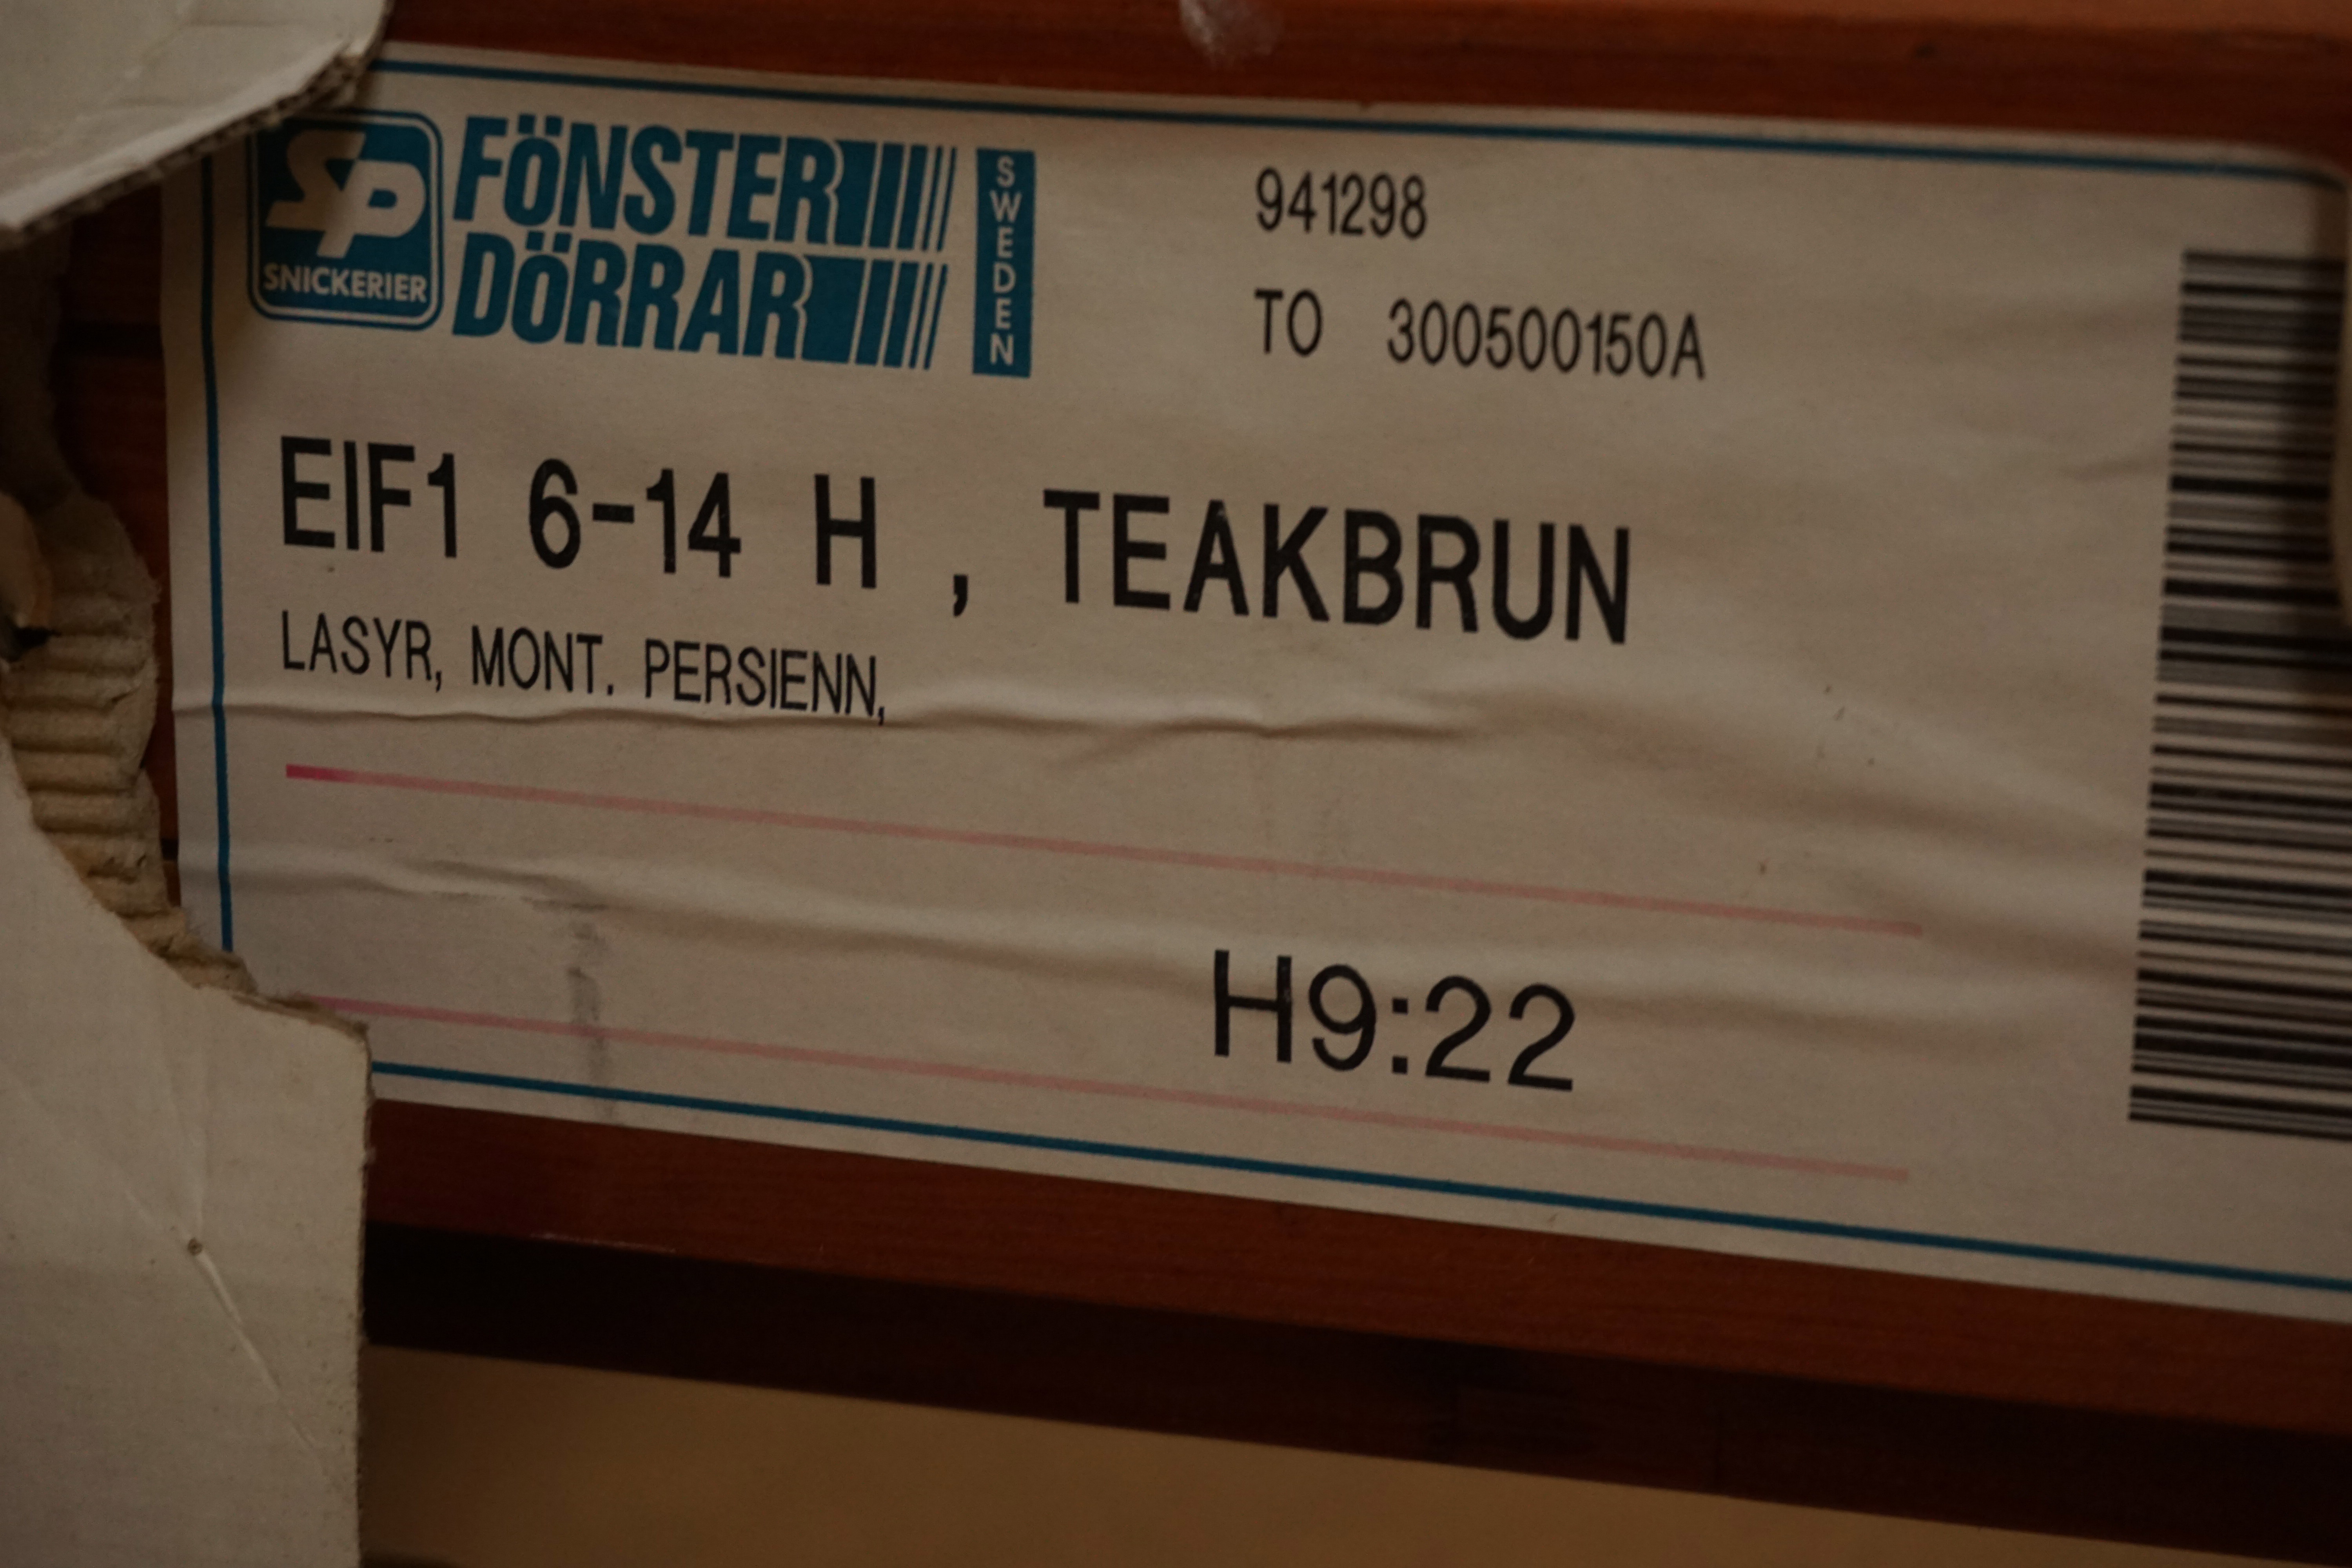 SP
SNICKERIER
FÖNSTER
DÖRRAR
SWEDEN
941298
TO 300500150A
EIF1 6-14 H , TEAKBRUN
LASYR, MONT. PERSIENN,
H9:22